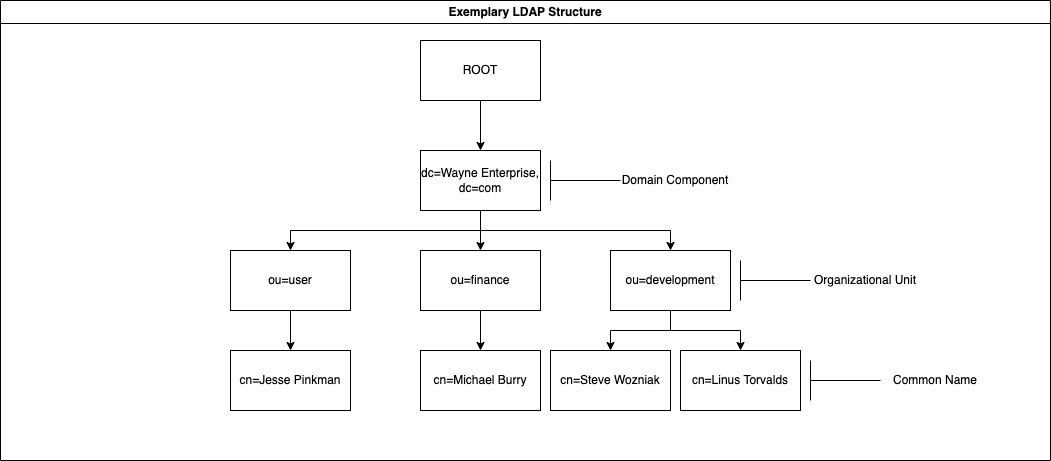 Exemplary LDAP Structure
ROOT
dc=Wayne Enterprise,
dc=com
Domain Component
ou=user
ou=finance
ou=development
Organizational Unit
cn=Jesse Pinkman
cn=Michael Burry
cn=Steve Wozniak
cn=Linus Torvalds
Common Name